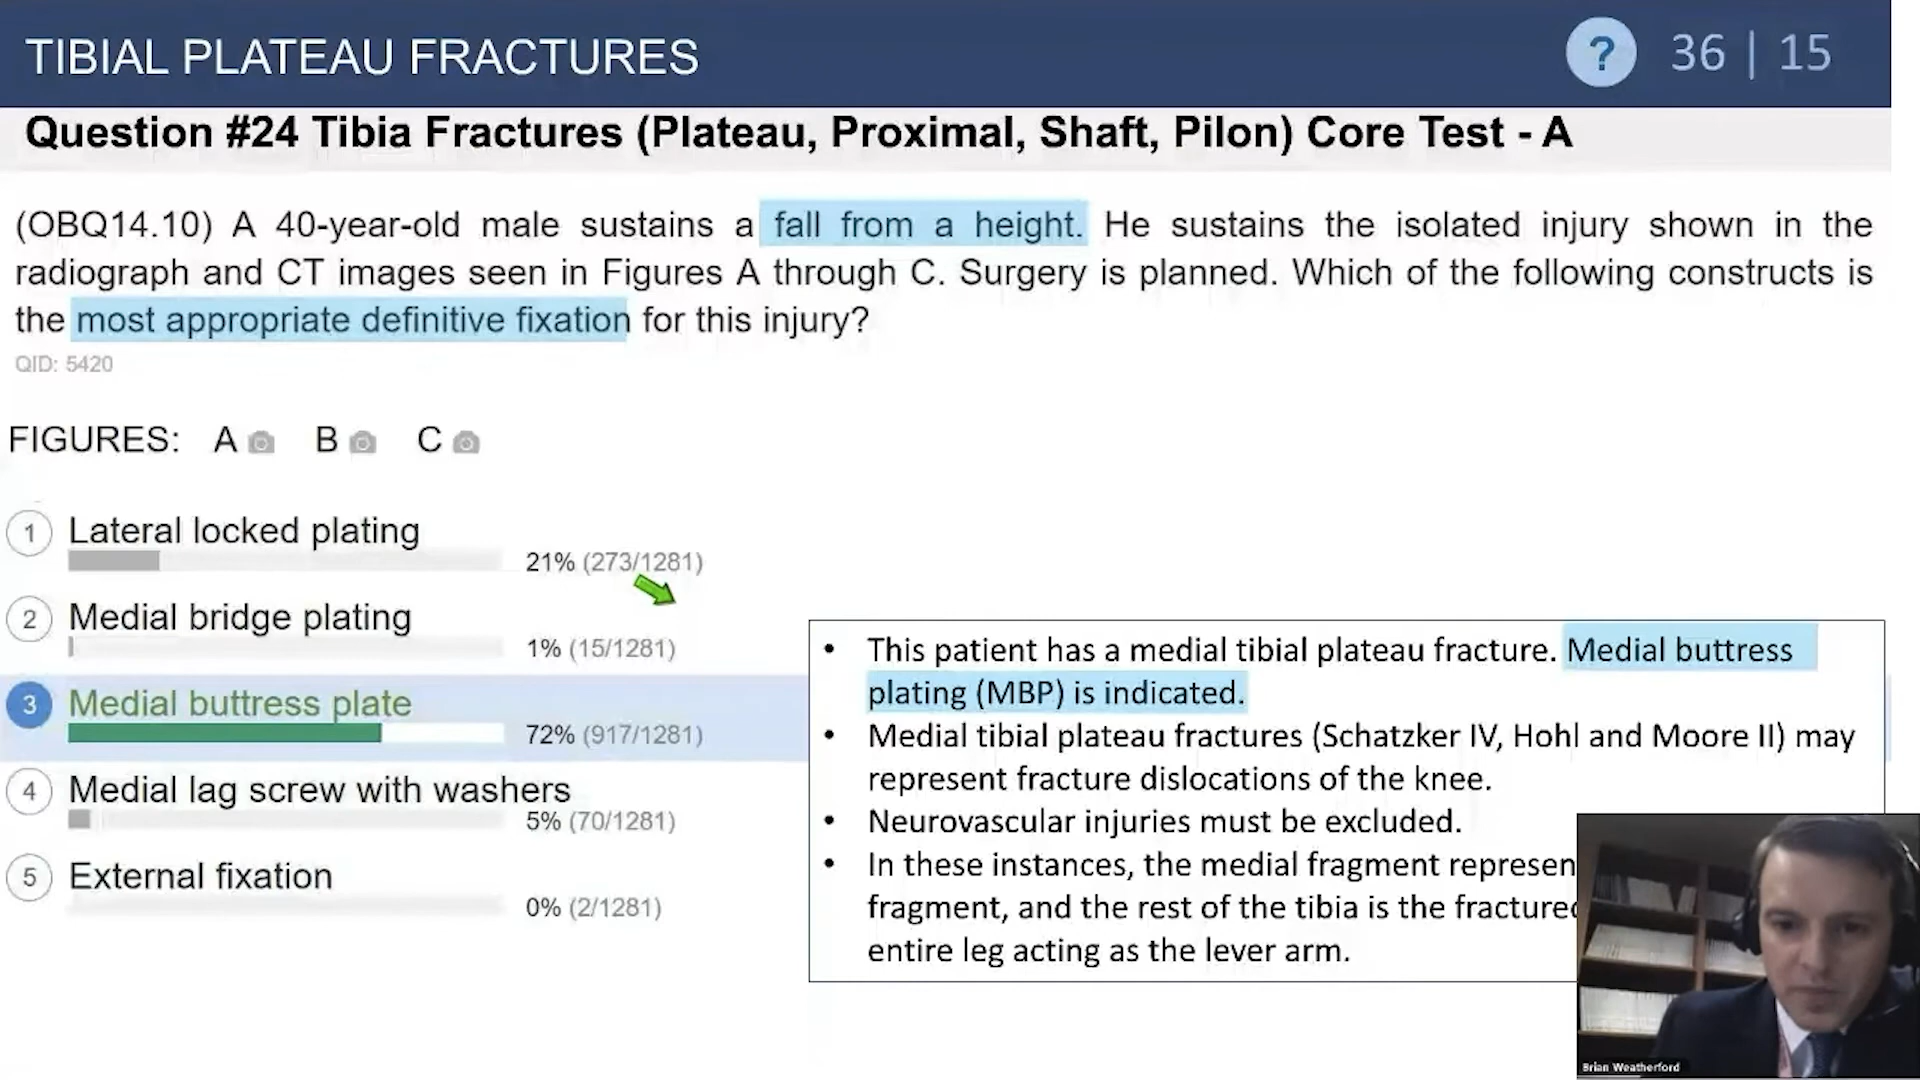 TIBIAL PLATEAU FRACTURES
? 36 | 15
Question #24 Tibia Fractures (Plateau, Proximal, Shaft, Pilon) Core Test - A
(OBQ14.10) A 40-year-old male sustains a fall from a height. He sustains the isolated injury shown in the
radiograph and CT images seen in Figures A through C. Surgery is planned. Which of the following constructs is
the most appropriate definitive fixation for this injury?
QID: 5420
FIGURES: A B C
1 Lateral locked plating
21% (273/1281)
2 Medial bridge plating
1% (15/1281)
3 Medial buttress plate
72% (917/1281)
4 Medial lag screw with washers
5% (70/1281)
5 External fixation
0% (2/1281)
• This patient has a medial tibial plateau fracture. Medial buttress
plating (MBP) is indicated.
• Medial tibial plateau fractures (Schatzker IV, Hohl and Moore II) may
represent fracture dislocations of the knee.
• Neurovascular injuries must be excluded.
• In these instances, the medial fragment represen
fragment, and the rest of the tibia is the fractured
entire leg acting as the lever arm.
Brian Weatherford